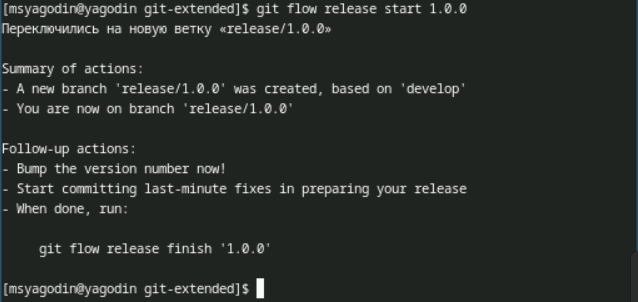 [msyagodin@yagodin git-extended]$ git flow release start 1.0.0
Переключились на новую ветку «release/1.0.0»
Summary of actions:
- A new branch 'release/1.0.0' was created, based on 'develop'
- You are now on branch 'release/1.0.0'
Follow-up actions:
- Bump the version number now!
- Start committing last-minute fixes in preparing your release
- When done, run:
git flow release finish '1.0.0'
[msyagodin@yagodin git-extended]$